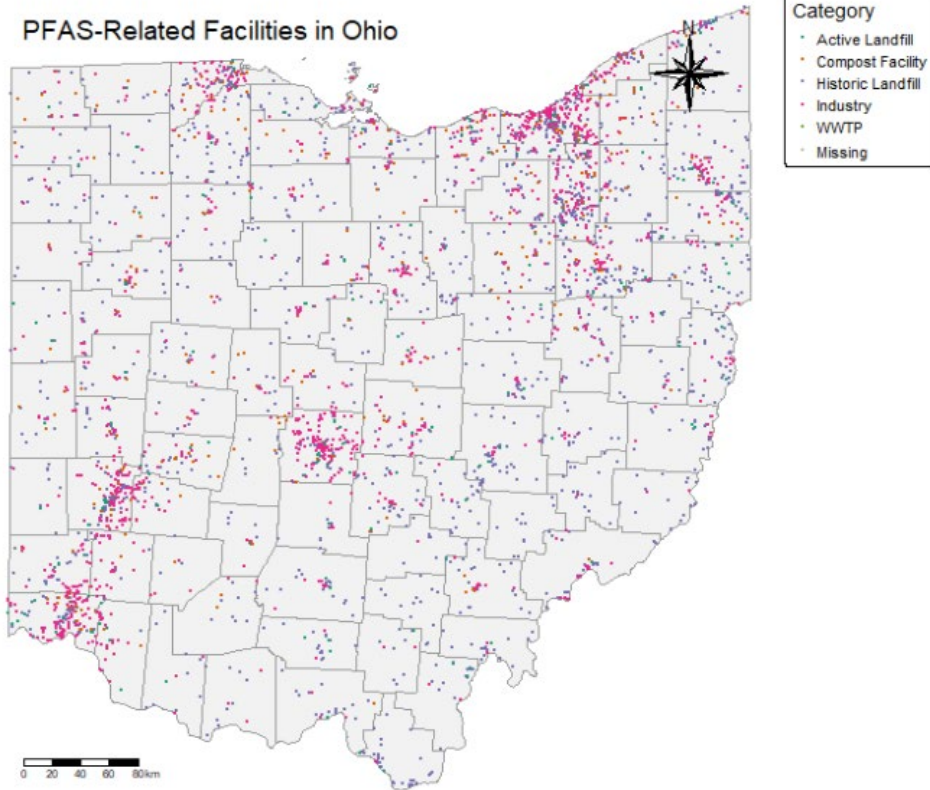 PFAS-Related Facilities in Ohio
N
Category
Active Landfill
Compost Facility
Historic Landfill
Industry
WWTP
Missing
0 20 40 60 80km